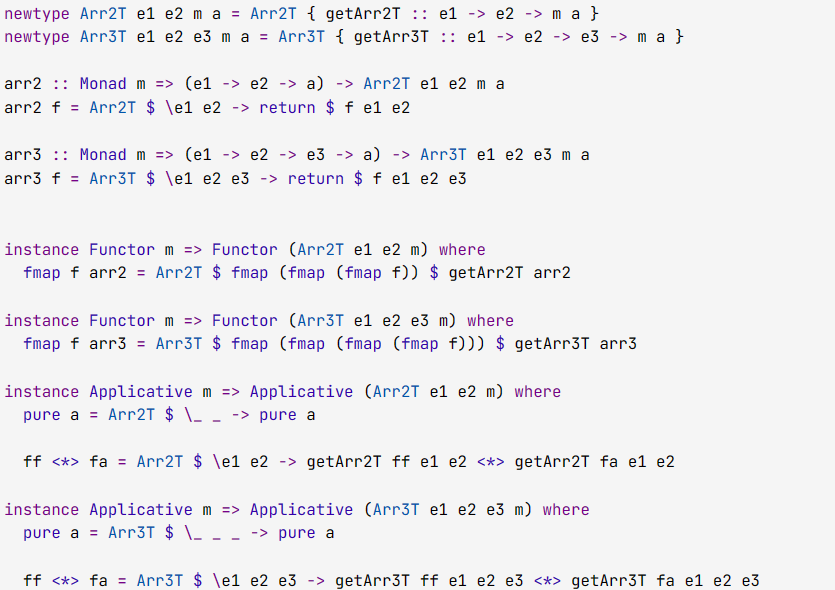 newtype Arr2T e1 e2 m a = Arr2T { getArr2T :: e1 -> e2 -> m a }
newtype Arr3T e1 e2 e3 m a = Arr3T { getArr3T :: e1 -> e2 -> e3 -> m a }
arr2 :: Monad m => (e1 -> e2 -> a) -> Arr2T e1 e2 m a
arr2 f = Arr2T $ \e1 e2 -> return $ f e1 e2
arr3 :: Monad m => (e1 -> e2 -> e3 -> a) -> Arr3T e1 e2 e3 m a
arr3 f = Arr3T $ \e1 e2 e3 -> return $ f e1 e2 e3
instance Functor m => Functor (Arr2T e1 e2 m) where
  fmap f arr2 = Arr2T $ fmap (fmap (fmap f)) $ getArr2T arr2
instance Functor m => Functor (Arr3T e1 e2 e3 m) where
  fmap f arr3 = Arr3T $ fmap (fmap (fmap (fmap f))) $ getArr3T arr3
instance Applicative m => Applicative (Arr2T e1 e2 m) where
  pure a = Arr2T $ \_ _ -> pure a
  ff <*> fa = Arr2T $ \e1 e2 -> getArr2T ff e1 e2 <*> getArr2T fa e1 e2
instance Applicative m => Applicative (Arr3T e1 e2 e3 m) where
  pure a = Arr3T $ \_ _ _ -> pure a
  ff <*> fa = Arr3T $ \e1 e2 e3 -> getArr3T ff e1 e2 e3 <*> getArr3T fa e1 e2 e3